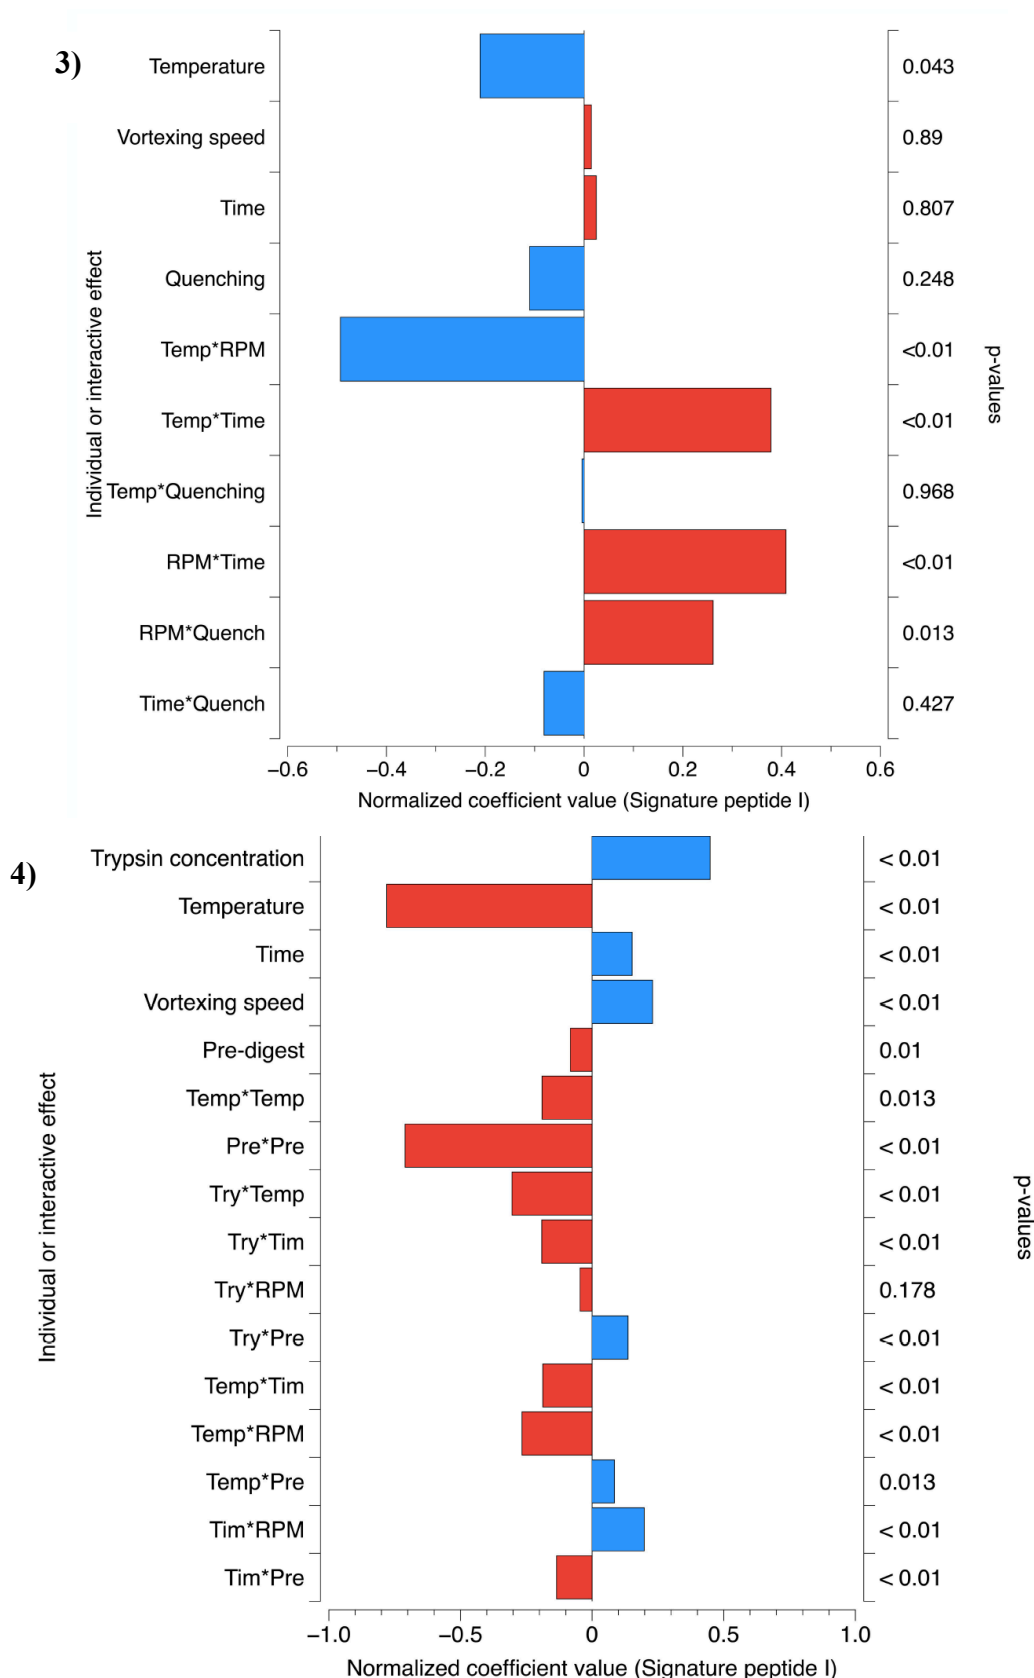 3)
Temperature 0.043
Vortexing speed 0.89
Time 0.807
Quenching 0.248
Temp*RPM <0.01
Temp*Time <0.01
Temp*Quenching 0.968
RPM*Time <0.01
RPM*Quench 0.013
Time*Quench 0.427
Individual or interactive effect
p-values
−0.6 −0.4 −0.2 0 0.2 0.4 0.6
Normalized coefficient value (Signature peptide I)
4)
Trypsin concentration < 0.01
Temperature < 0.01
Time < 0.01
Vortexing speed < 0.01
Pre-digest 0.01
Temp*Temp 0.013
Pre*Pre < 0.01
Try*Temp < 0.01
Try*Tim < 0.01
Try*RPM 0.178
Try*Pre < 0.01
Temp*Tim < 0.01
Temp*RPM < 0.01
Temp*Pre 0.013
Tim*RPM < 0.01
Tim*Pre < 0.01
Individual or interactive effect
p-values
−1.0 −0.5 0 0.5 1.0
Normalized coefficient value (Signature peptide I)